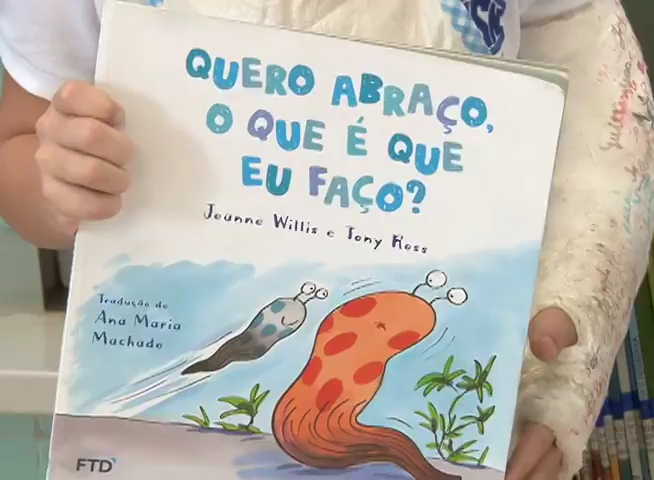 QUERO ABRAÇO,
O QUE É QUE
EU FAÇO?
Jeanne Willis e Tony Ross
Tradução de
Ana Maria
Machado
FTD